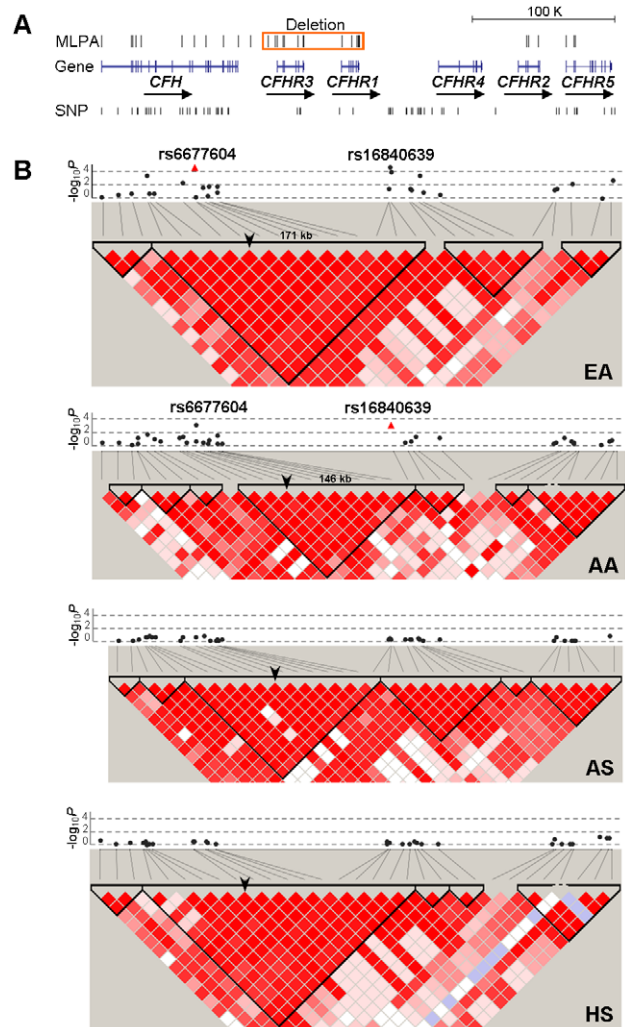 A
100 K
Deletion
MLPA
Gene
CFH CFHR3 CFHR1 CFHR4 CFHR2 CFHR5
SNP
B
rs6677604 rs16840639
-log10P
4
2
0
171 kb
EA
rs6677604 rs16840639
-log10P
4
2
0
146 kb
AA
-log10P
4
2
0
AS
-log10P
4
2
0
HS